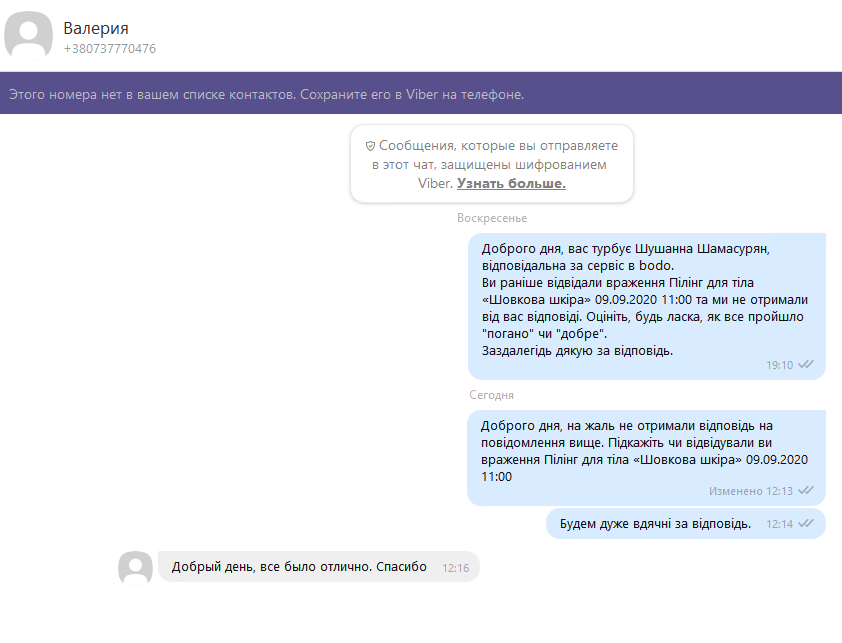 Валерия
+380737770476
Этого номера нет в вашем списке контактов. Сохраните его в Viber на телефоне.
Сообщения, которые вы отправляете
в этот чат, защищены шифрованием
Viber. Узнать больше.
Воскресенье
Доброго дня, вас турбує Шушанна Шамасурян,
відповідальна за сервіс в bodo.
Ви раніше відвідали враження Пілінг для тіла
«Шовкова шкіра» 09.09.2020 11:00 та ми не отримали
від вас відповіді. Оцініть, будь ласка, як все пройшло
"погано" чи "добре".
Заздалегідь дякую за відповідь.
19:10
Сегодня
Доброго дня, на жаль не отримали відповідь на
повідомлення вище. Підкажіть чи відвідували ви
враження Пілінг для тіла «Шовкова шкіра» 09.09.2020
11:00
Изменено 12:13
Будем дуже вдячні за відповідь. 12:14
Добрый день, все было отлично. Спасибо 12:16